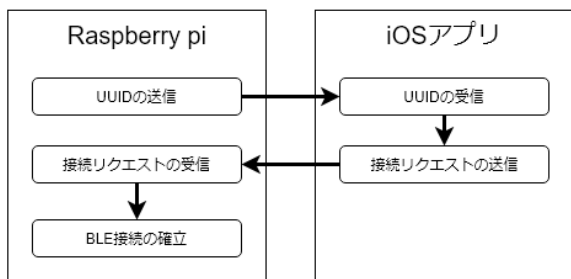 Raspberry pi
iOSアプリ
UUIDの送信
UUIDの受信
接続リクエストの受信
接続リクエストの送信
BLE接続の確立